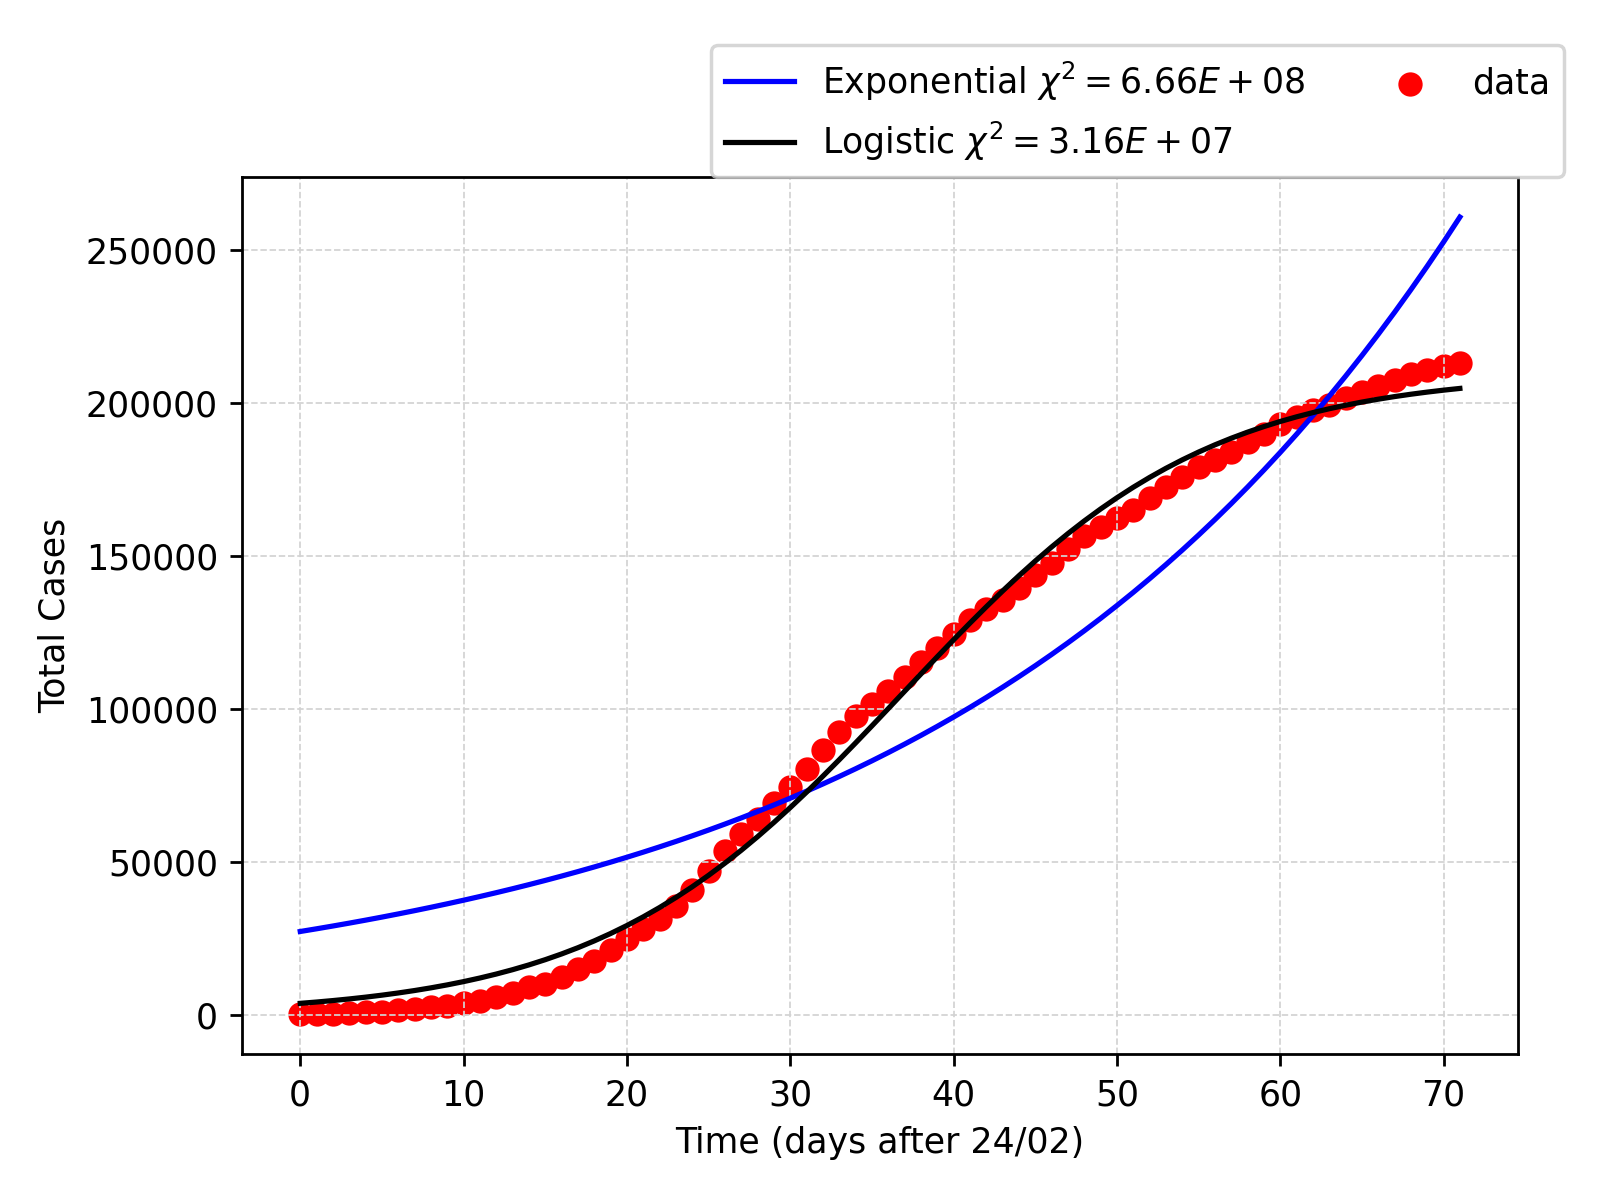 Exponential χ² = 6.66E + 08
data
Logistic χ² = 3.16E + 07
250000
200000
150000
100000
50000
0
Total Cases
0 10 20 30 40 50 60 70
Time (days after 24/02)